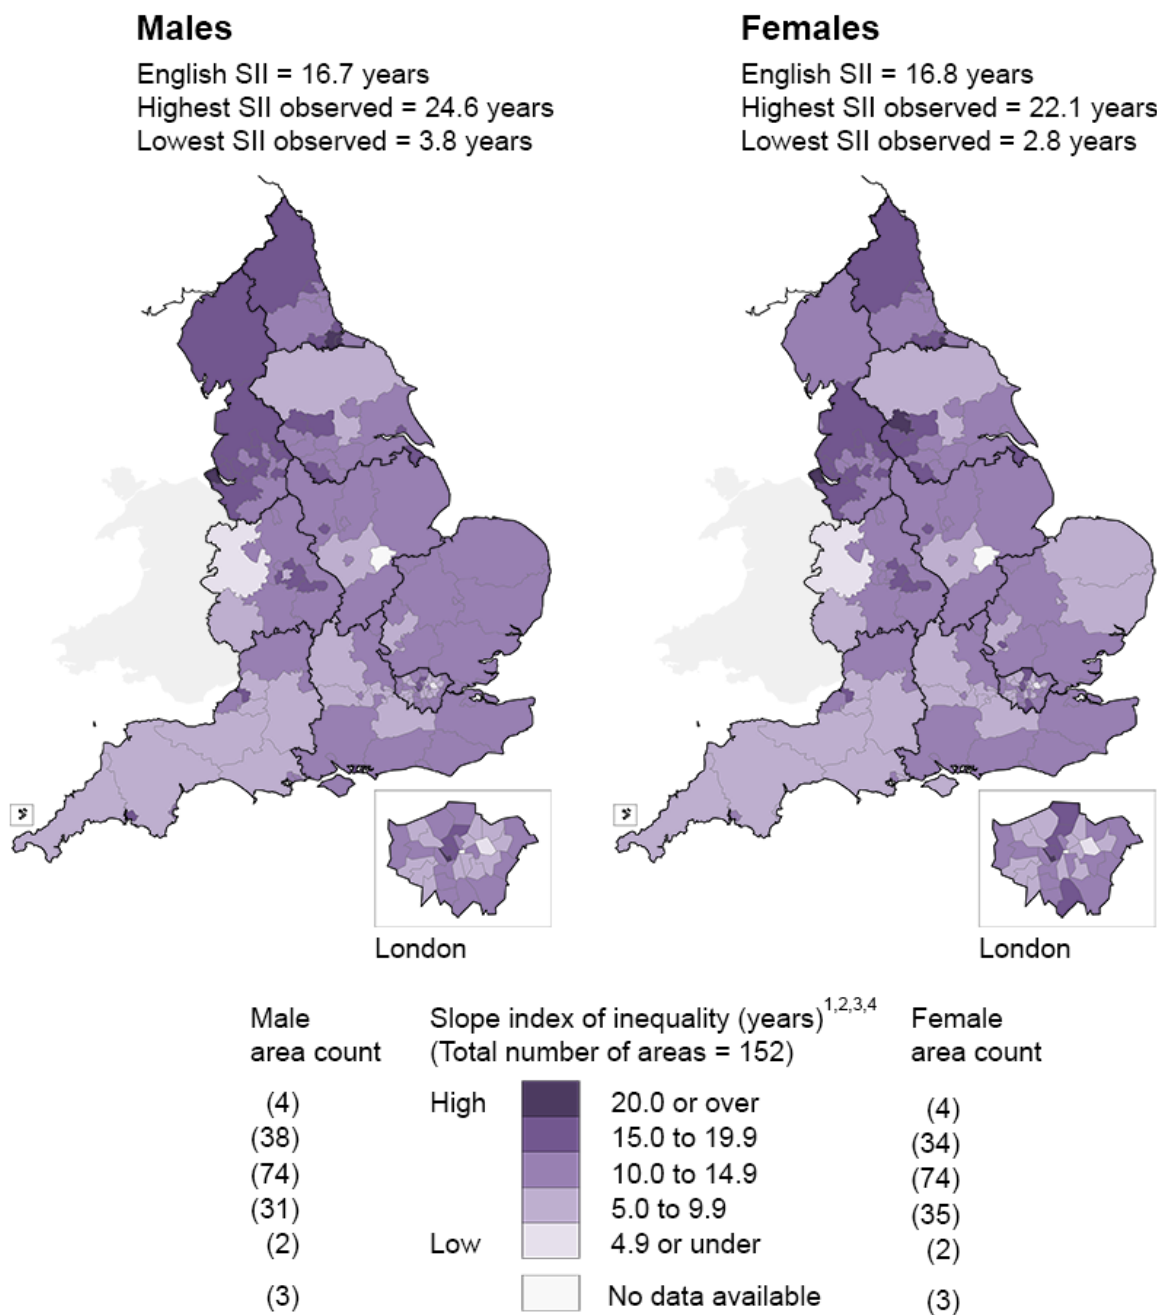 Males
English SII = 16.7 years
Highest SII observed = 24.6 years
Lowest SII observed = 3.8 years
Females
English SII = 16.8 years
Highest SII observed = 22.1 years
Lowest SII observed = 2.8 years
London
London
Male
area count
(4)
(38)
(74)
(31)
(2)
(3)
Slope index of inequality (years)1,2,3,4
(Total number of areas = 152)
High
Low
20.0 or over
15.0 to 19.9
10.0 to 14.9
5.0 to 9.9
4.9 or under
No data available
Female
area count
(4)
(34)
(74)
(35)
(2)
(3)